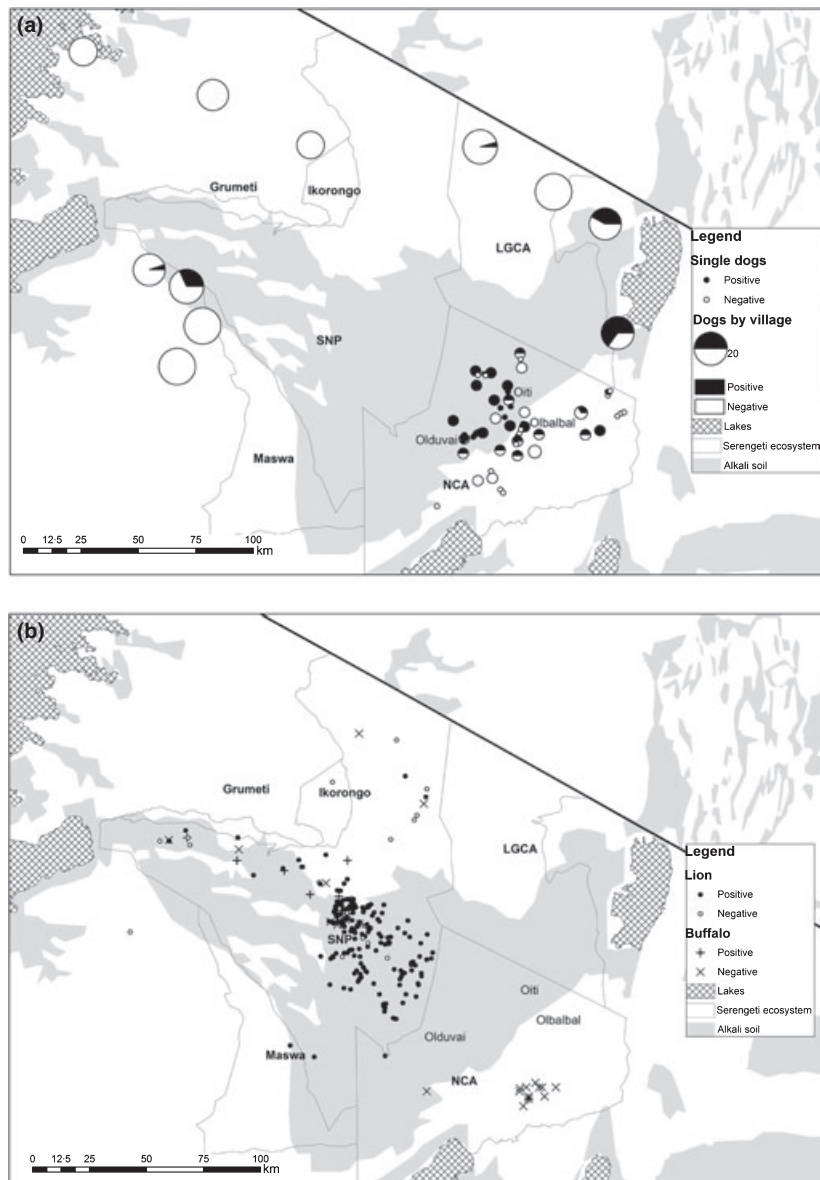 (a)
Grumeti
Ikorongo
LGCA
SNP
Oiti
Olbalbal
Olduvai
Maswa
NCA
0 12·5 25 50 75 100
km
Legend
Single dogs
Positive
Negative
Dogs by village
20
Positive
Negative
Lakes
Serengeti ecosystem
Alkali soil
(b)
Grumeti
Ikorongo
LGCA
SNP
Oiti
Olbalbal
Olduvai
Maswa
NCA
0 12·5 25 50 75 100
km
Legend
Lion
Positive
Negative
Buffalo
Positive
Negative
Lakes
Serengeti ecosystem
Alkali soil